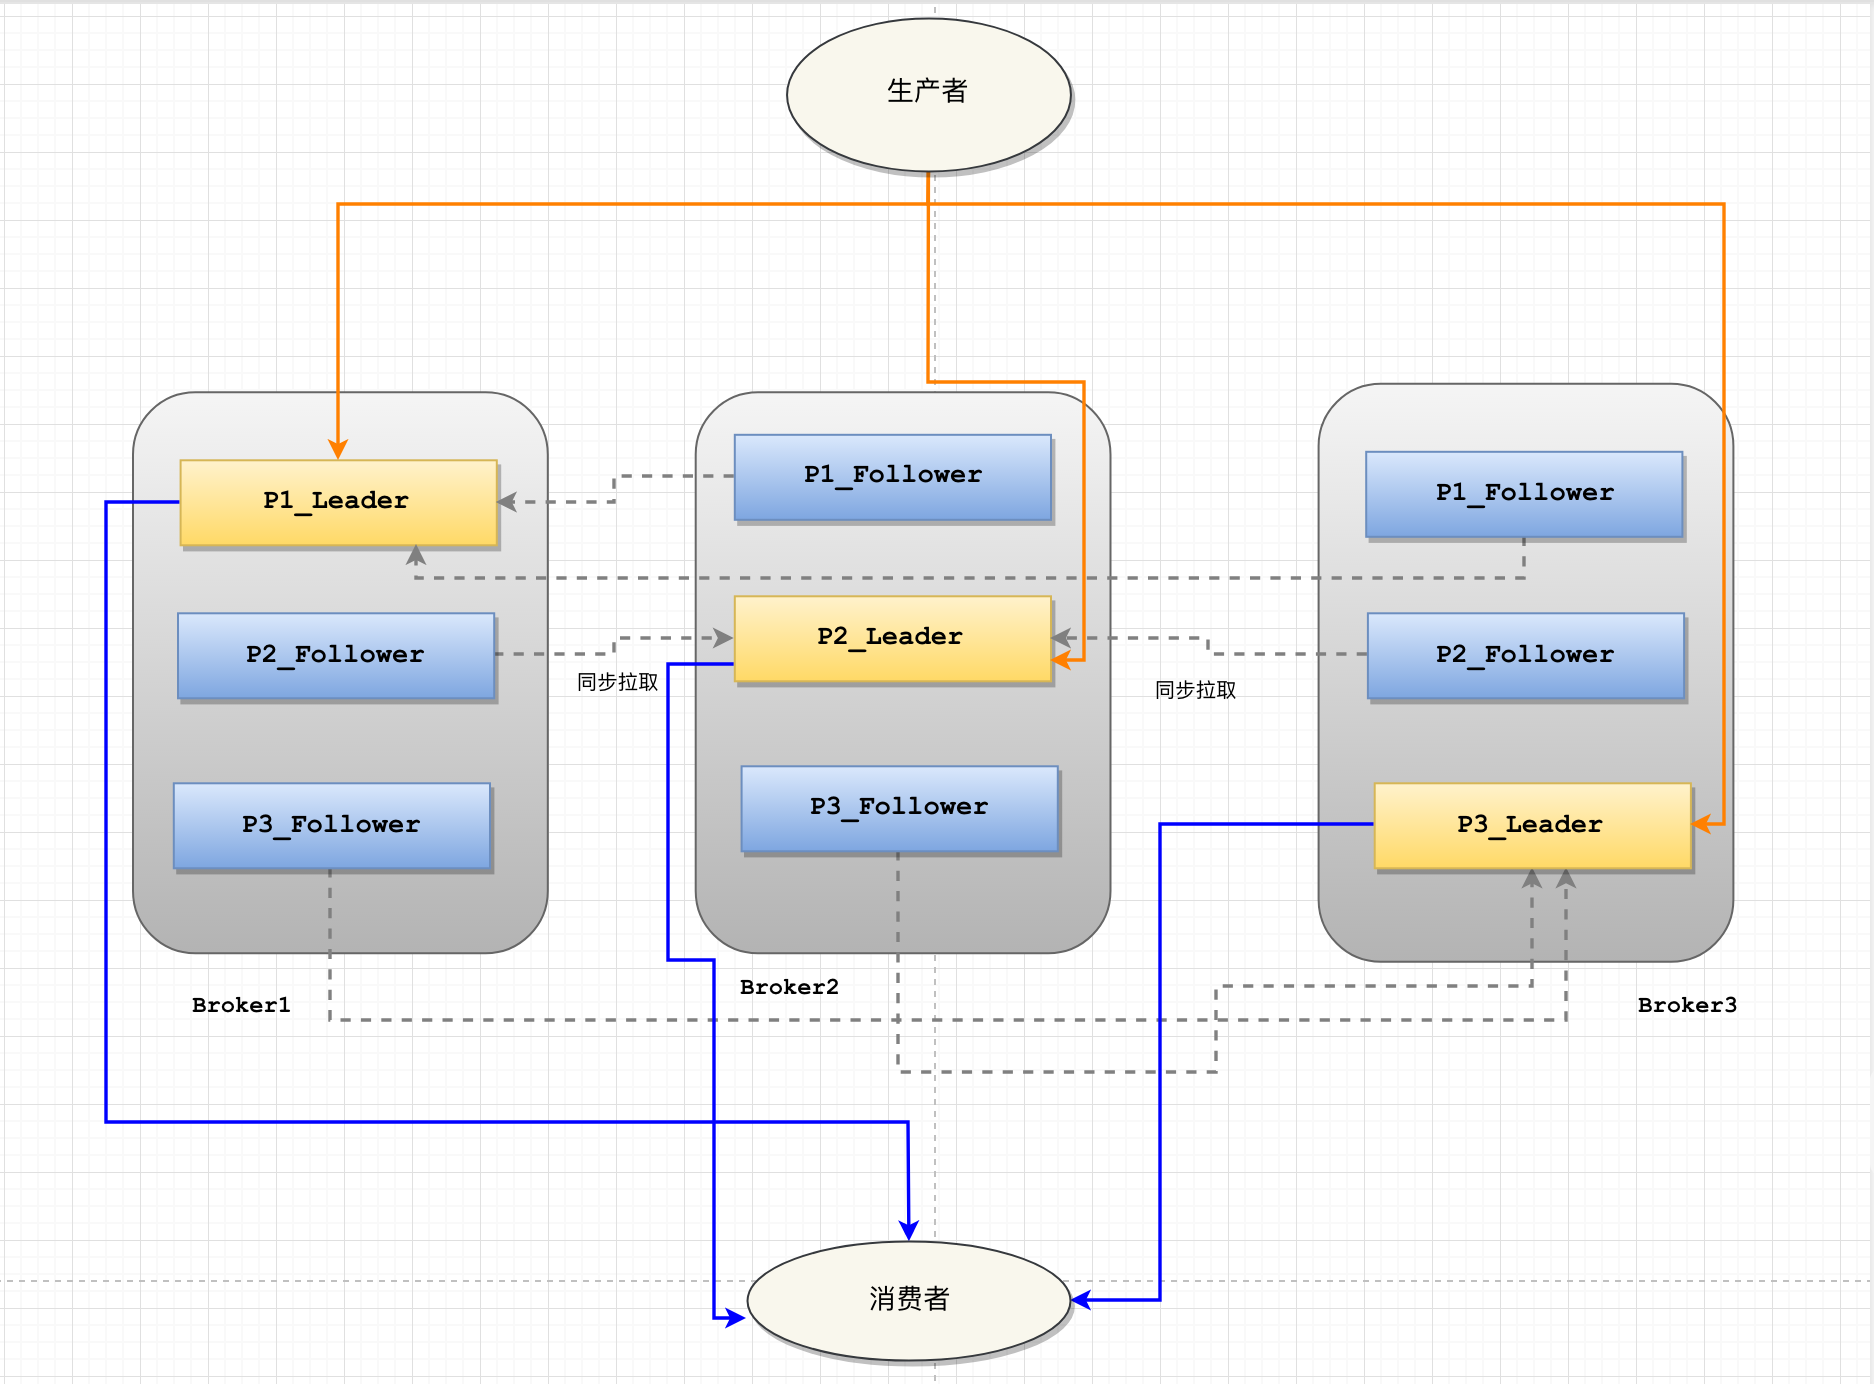 生产者
P1_Leader
P2_Follower
P3_Follower
Broker1
同步拉取
P1_Follower
P2_Leader
P3_Follower
Broker2
同步拉取
P1_Follower
P2_Follower
P3_Leader
Broker3
消费者